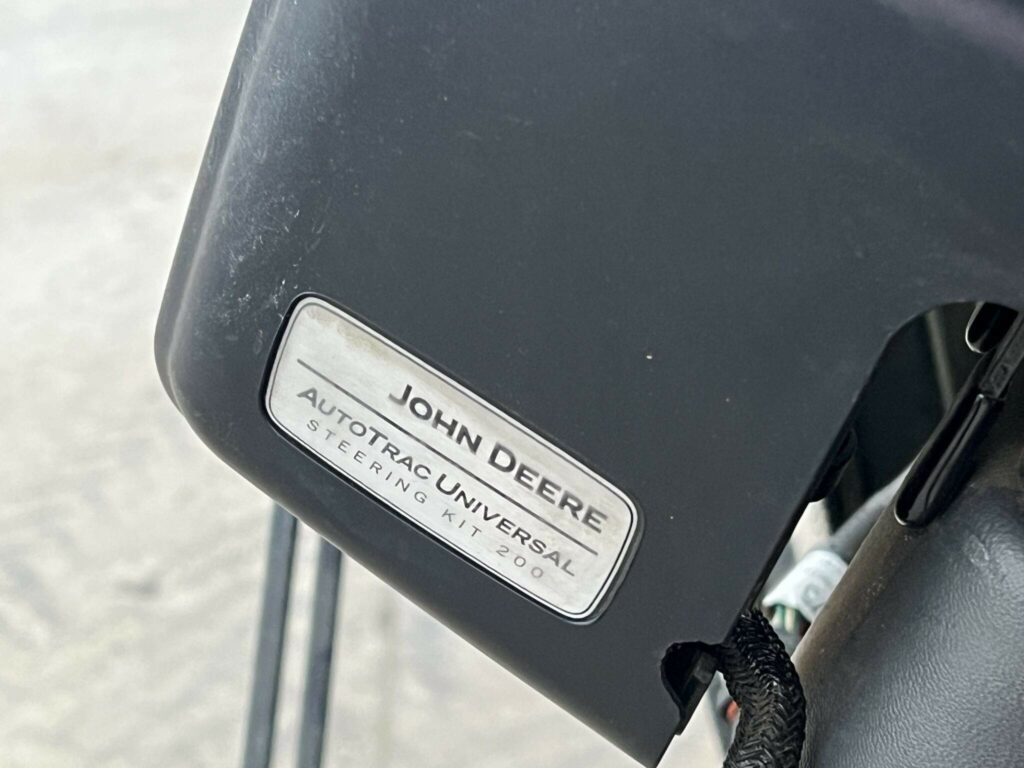 JOHN DEERE
AUTOTRAC UNIVERSAL
STEERING KIT 200